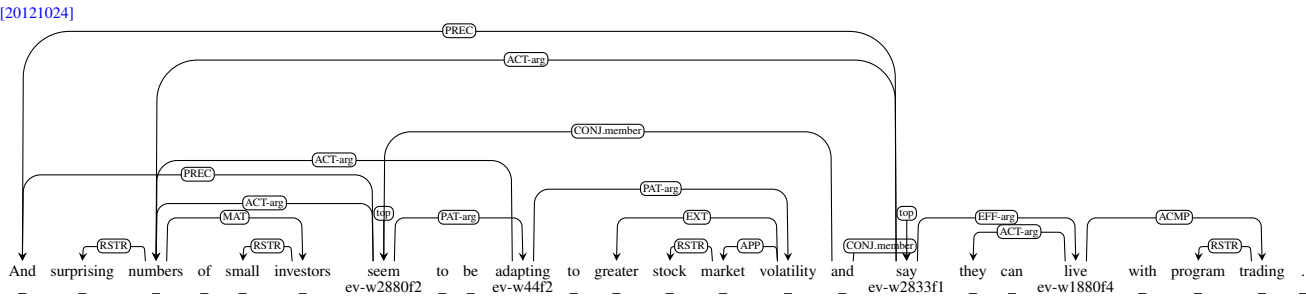 [20121024]
PREC
ACT-arg
CONJ.member
ACT-arg
PREC
PAT-arg
ACT-arg
top
top
MAT PAT-arg EXT EFF-arg ACMP
ACT-arg
RSTR RSTR RSTR APP CONJ.member RSTR
And surprising numbers of small investors seem to be adapting to greater stock market volatility and say they can live with program trading .
_ _ _ _ _ _ ev-w2880f2 _ _ ev-w44f2 _ _ _ _ _ _ ev-w2833f1 _ _ ev-w1880f4 _ _ _ _